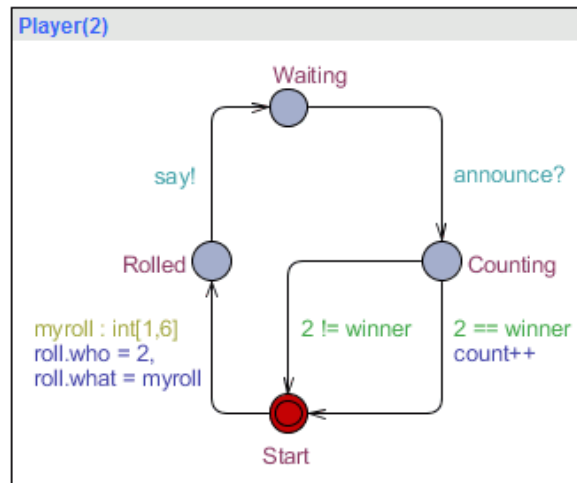 Player(2)
Waiting
say!
announce?
Rolled
Counting
myroll : int[1,6]
roll.who = 2,
roll.what = myroll
2 != winner
2 == winner
count++
Start